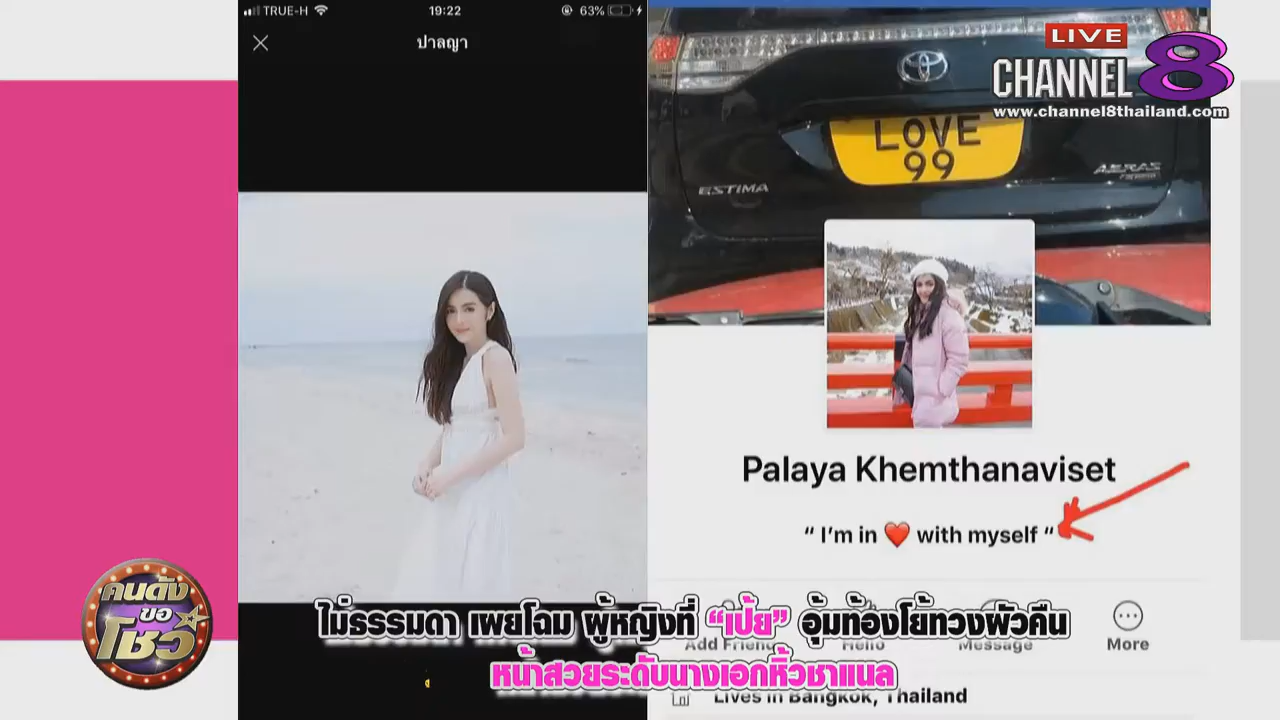 TRUE-H 19:22 63%
ปาลญา
LIVE
CHANNEL 8
www.channel8thailand.com
LOVE
99
ESTIMA
AERAS
Palaya Khemthanaviset
“ I'm in ❤️ with myself “
ไม่ธรรมดา เผยโฉม ผู้หญิงที่ “เปิ้ย” อุ้มท้องโย้ทวงผัวคืน
หน้าสวยระดับนางเอกหิ้วชาแนล
Add Friend Hello Message More
Lives in Bangkok, Thailand
คนดัง
ขอ
โชว์